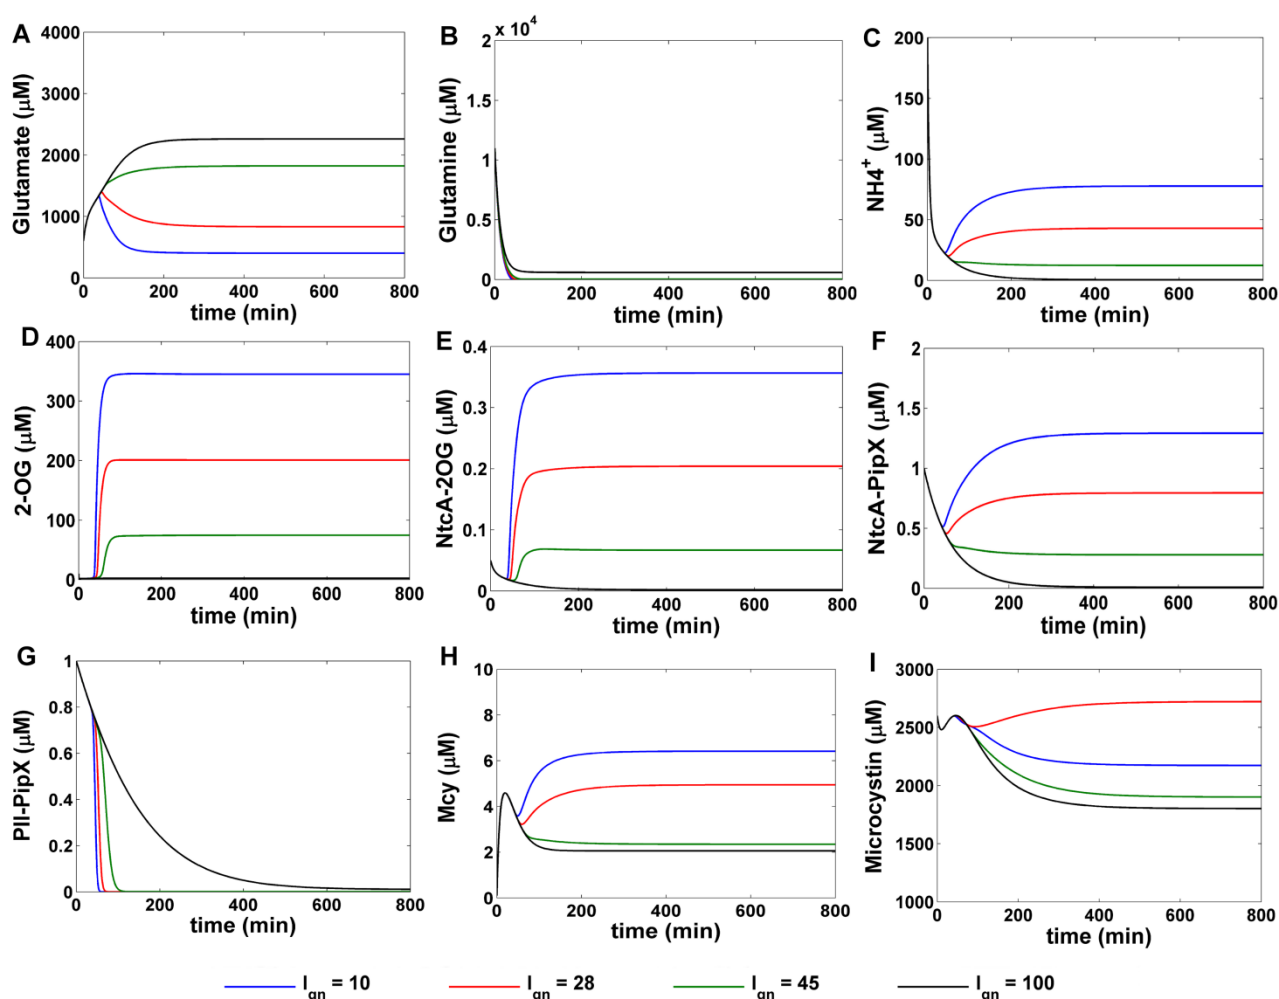 A
Glutamate (µM)
4000
3000
2000
1000
0
0 200 400 600 800
time (min)
B
Glutamine (µM)
x 10⁴
2
1.5
1
0.5
0
0 200 400 600 800
time (min)
C
NH4⁺ (µM)
200
150
100
50
0
0 200 400 600 800
time (min)
D
2-OG (µM)
400
300
200
100
0
0 200 400 600 800
time (min)
E
NtcA-2OG (µM)
0.4
0.3
0.2
0.1
0
0 200 400 600 800
time (min)
F
NtcA-PipX (µM)
2
1.5
1
0.5
0
0 200 400 600 800
time (min)
G
PII-PipX (µM)
1
0.8
0.6
0.4
0.2
0
0 200 400 600 800
time (min)
H
Mcy (µM)
10
8
6
4
2
0
0 200 400 600 800
time (min)
I
Microcystin (µM)
3000
2500
2000
1500
1000
0 200 400 600 800
time (min)
I_gn = 10 I_gn = 28 I_gn = 45 I_gn = 100